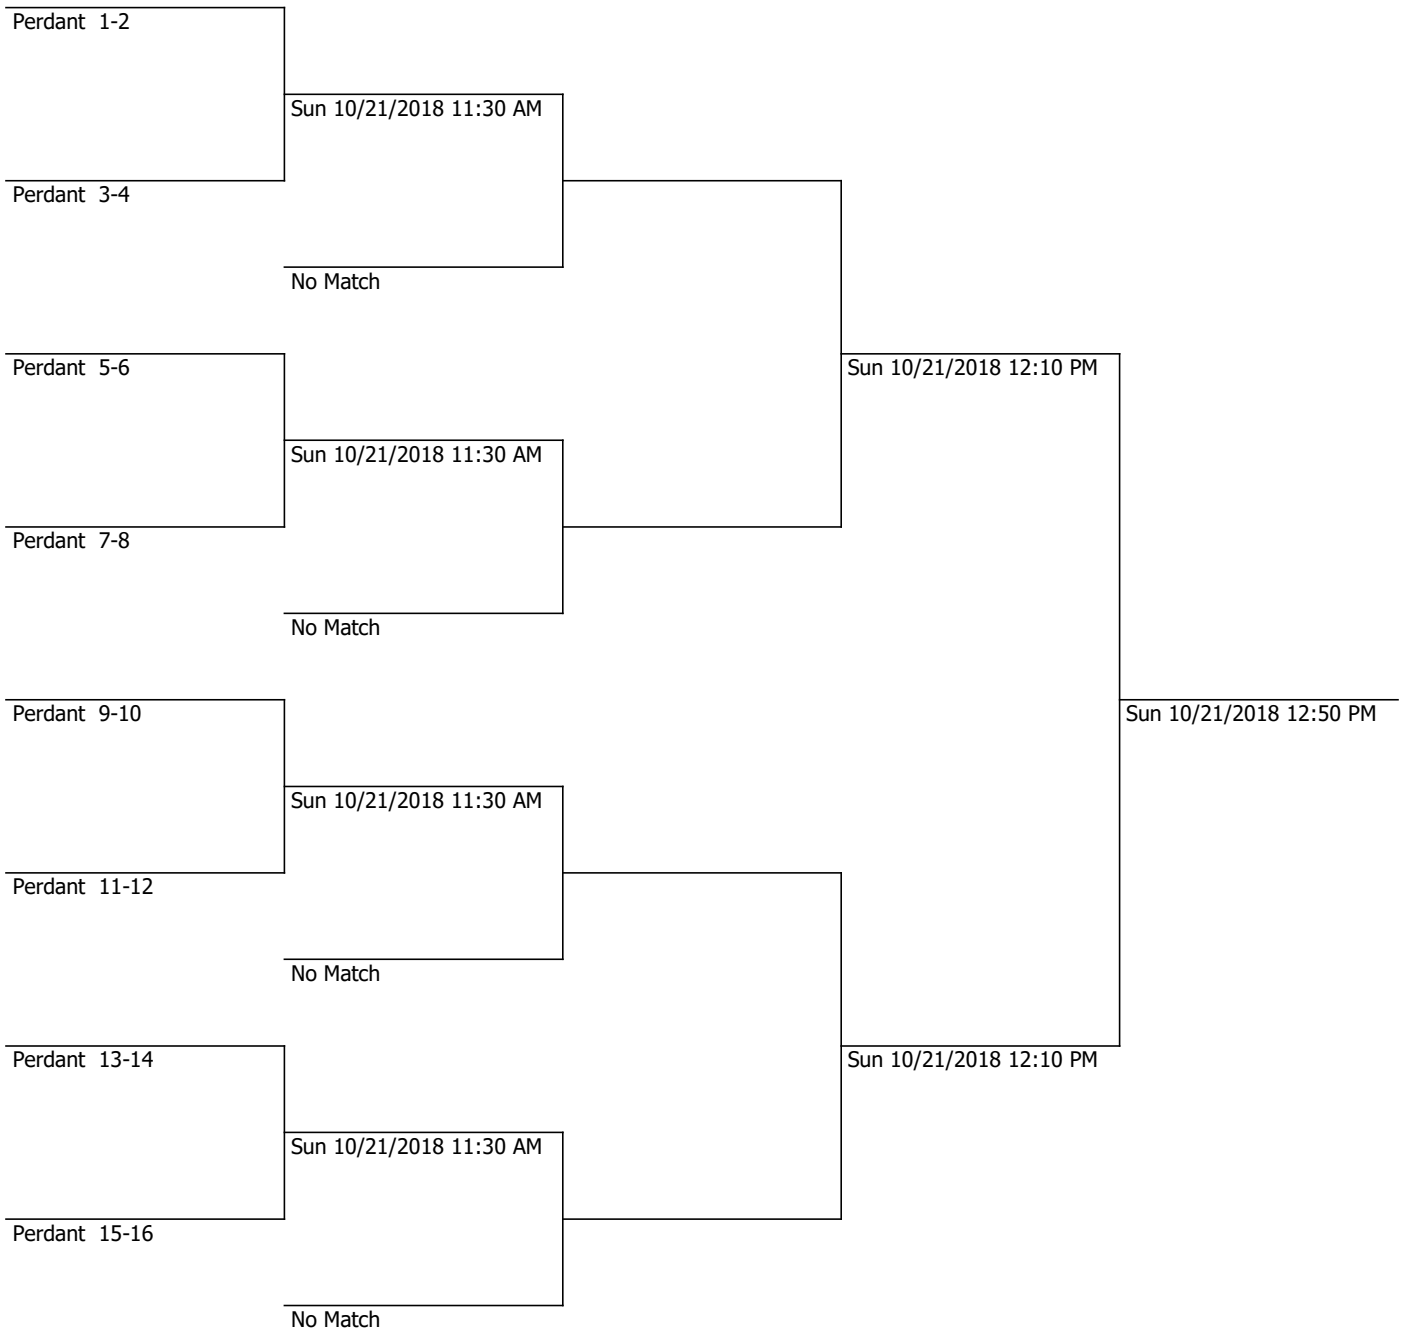 Perdant 1-2
Sun 10/21/2018 11:30 AM
Perdant 3-4
No Match
Perdant 5-6
Sun 10/21/2018 12:10 PM
Sun 10/21/2018 11:30 AM
Perdant 7-8
No Match
Perdant 9-10
Sun 10/21/2018 12:50 PM
Sun 10/21/2018 11:30 AM
Perdant 11-12
No Match
Perdant 13-14
Sun 10/21/2018 12:10 PM
Sun 10/21/2018 11:30 AM
Perdant 15-16
No Match